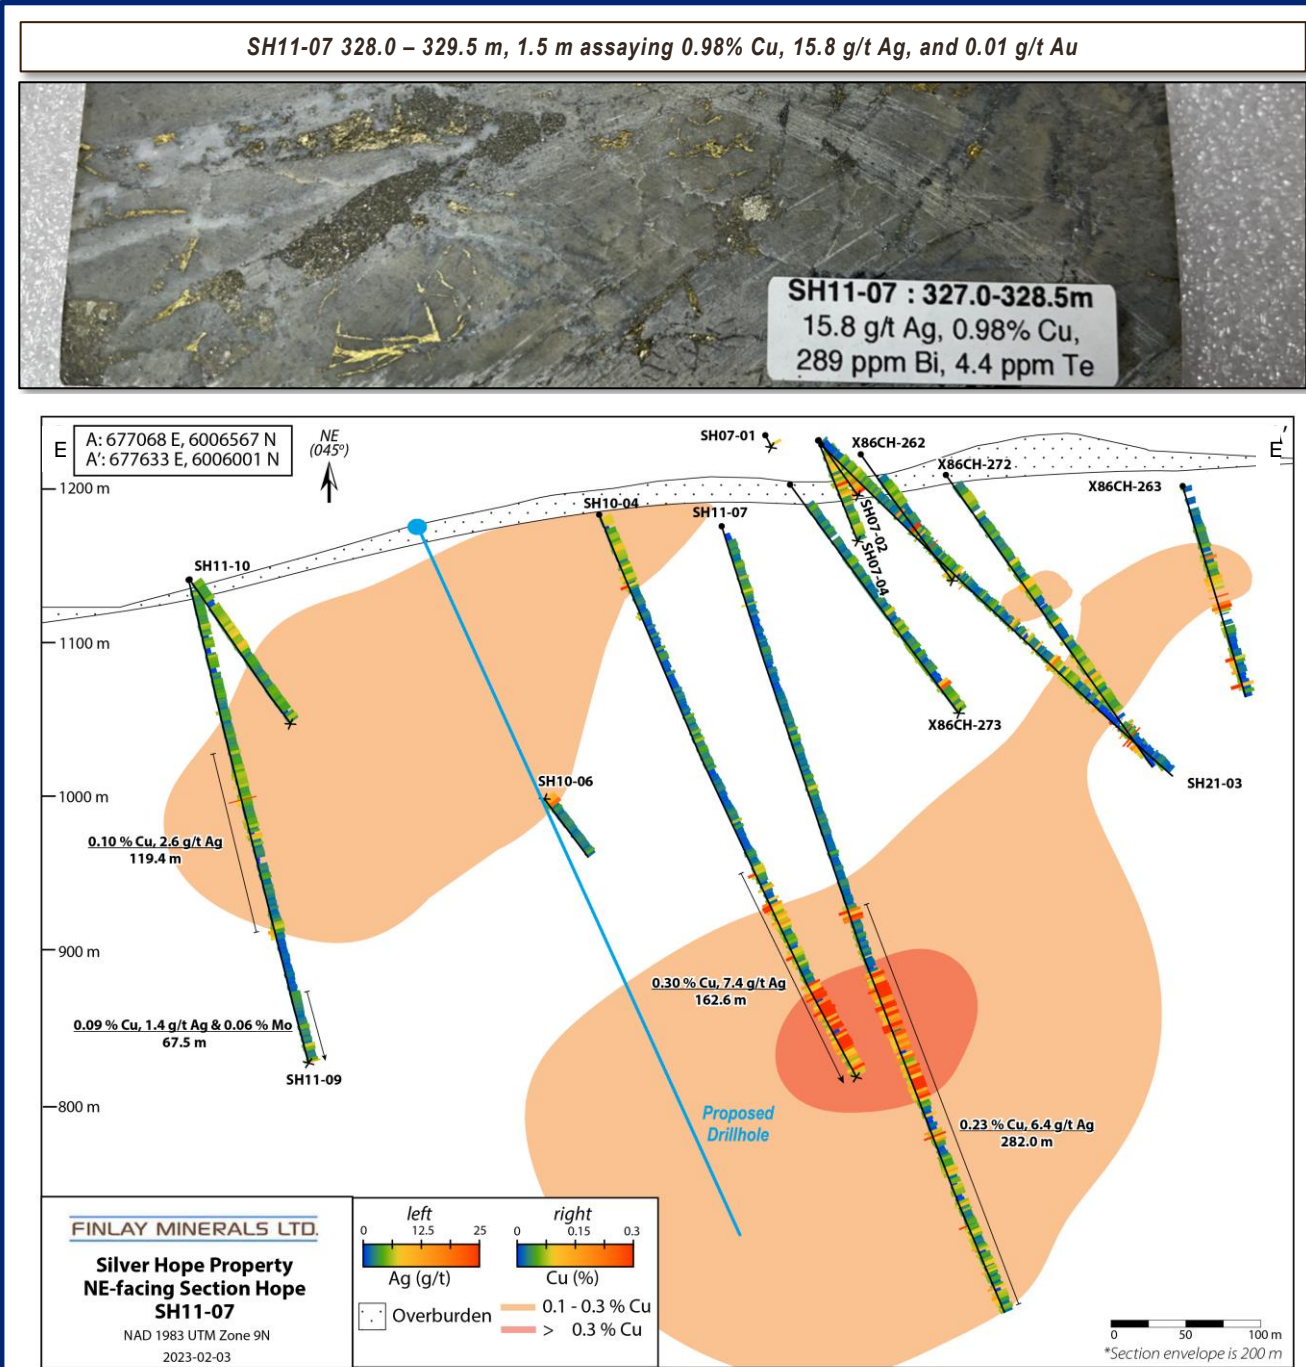 SH11-07 328.0 – 329.5 m, 1.5 m assaying 0.98% Cu, 15.8 g/t Ag, and 0.01 g/t Au
SH11-07 : 327.0-328.5m
15.8 g/t Ag, 0.98% Cu,
289 ppm Bi, 4.4 ppm Te
E
A: 677068 E, 6006567 N
A': 677633 E, 6006001 N
NE
(045°)
E'
SH07-01
X86CH-262
X86CH-272
X86CH-263
1200 m
SH10-04
SH11-07
SH07-02
SH07-04
SH11-10
1100 m
X86CH-273
SH21-03
SH10-06
1000 m
0.10 % Cu, 2.6 g/t Ag
119.4 m
900 m
0.30 % Cu, 7.4 g/t Ag
162.6 m
0.09 % Cu, 1.4 g/t Ag & 0.06 % Mo
67.5 m
SH11-09
800 m
Proposed
Drillhole
0.23 % Cu, 6.4 g/t Ag
282.0 m
FINLAY MINERALS LTD.
Silver Hope Property
NE-facing Section Hope
SH11-07
NAD 1983 UTM Zone 9N
2023-02-03
left
0 12.5 25
Ag (g/t)
right
0 0.15 0.3
Cu (%)
Overburden
0.1 - 0.3 % Cu
> 0.3 % Cu
0 50 100 m
*Section envelope is 200 m